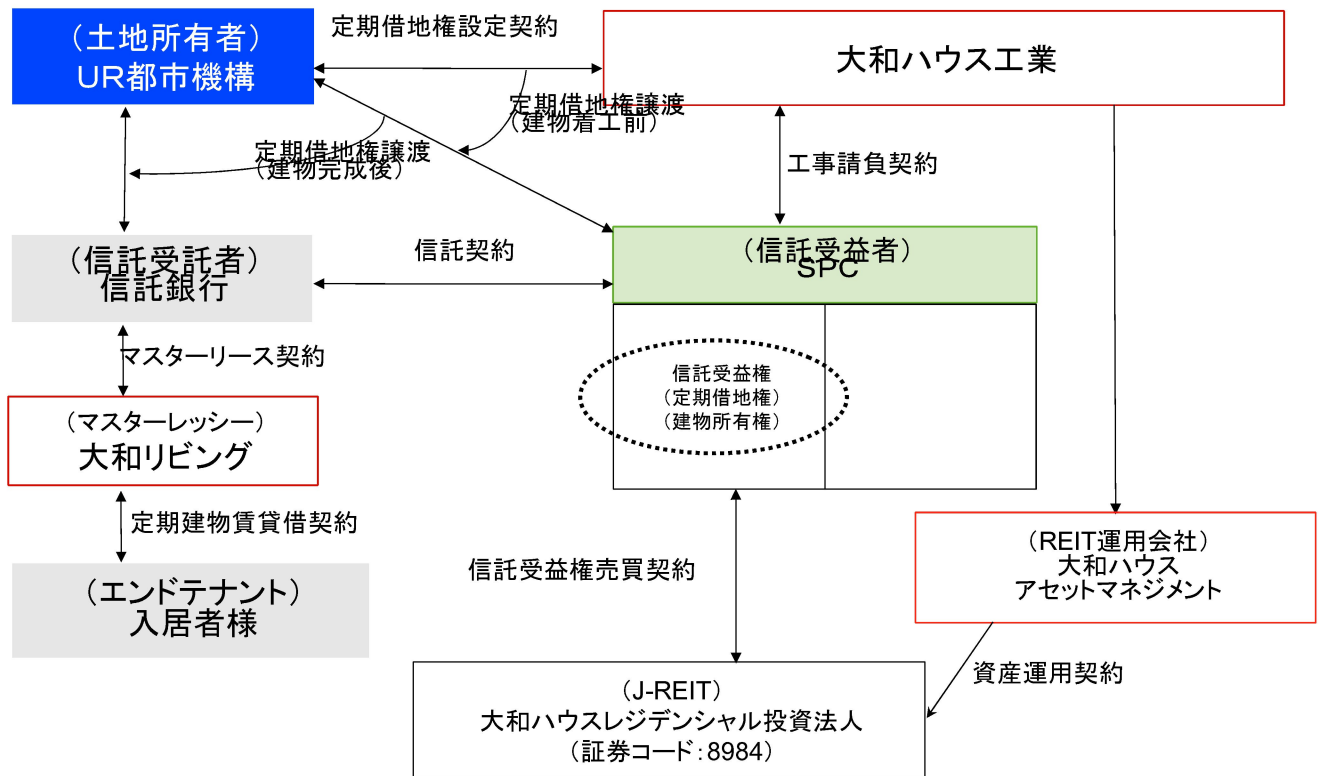 （土地所有者）
UR都市機構
定期借地権設定契約
大和ハウス工業
定期借地権譲渡
（建物着工前）
定期借地権譲渡
（建物完成後）
工事請負契約
（信託受託者）
信託銀行
信託契約
（信託受益者）
SPC
マスターリース契約
信託受益権
（定期借地権）
（建物所有権）
（マスターレッシー）
大和リビング
定期建物賃貸借契約
（エンドテナント）
入居者様
信託受益権売買契約
（REIT運用会社）
大和ハウス
アセットマネジメント
資産運用契約
（J-REIT）
大和ハウスレジデンシャル投資法人
（証券コード：8984）